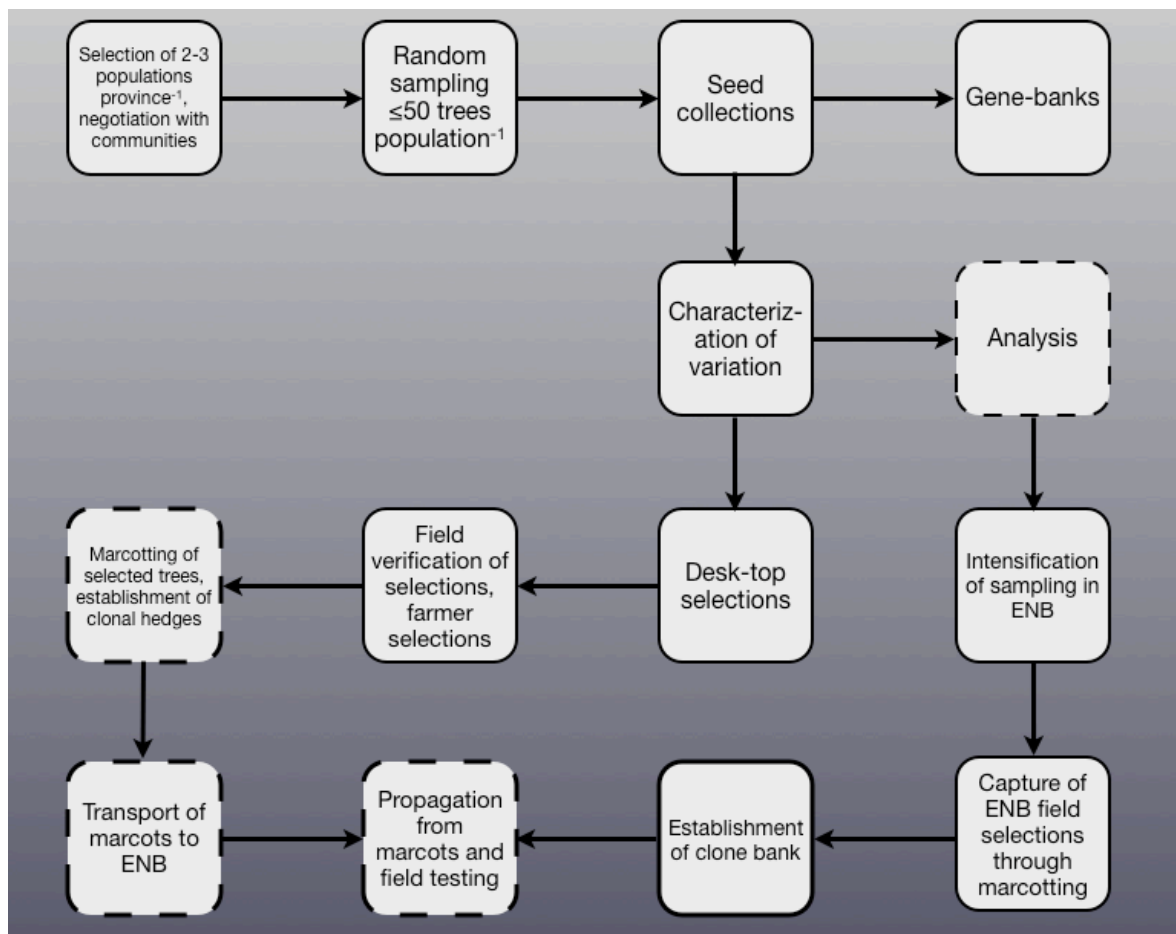 Selection of 2-3
populations
province⁻¹,
negotiation with
communities
Random
sampling
≤50 trees
population⁻¹
Seed
collections
Gene-banks
Characteriz-
ation of
variation
Analysis
Marcotting of
selected trees,
establishment of
clonal hedges
Field
verification of
selections,
farmer
selections
Desk-top
selections
Intensification
of sampling in
ENB
Transport of
marcots to
ENB
Propagation
from
marcots and
field testing
Establishment
of clone bank
Capture of
ENB field
selections
through
marcotting